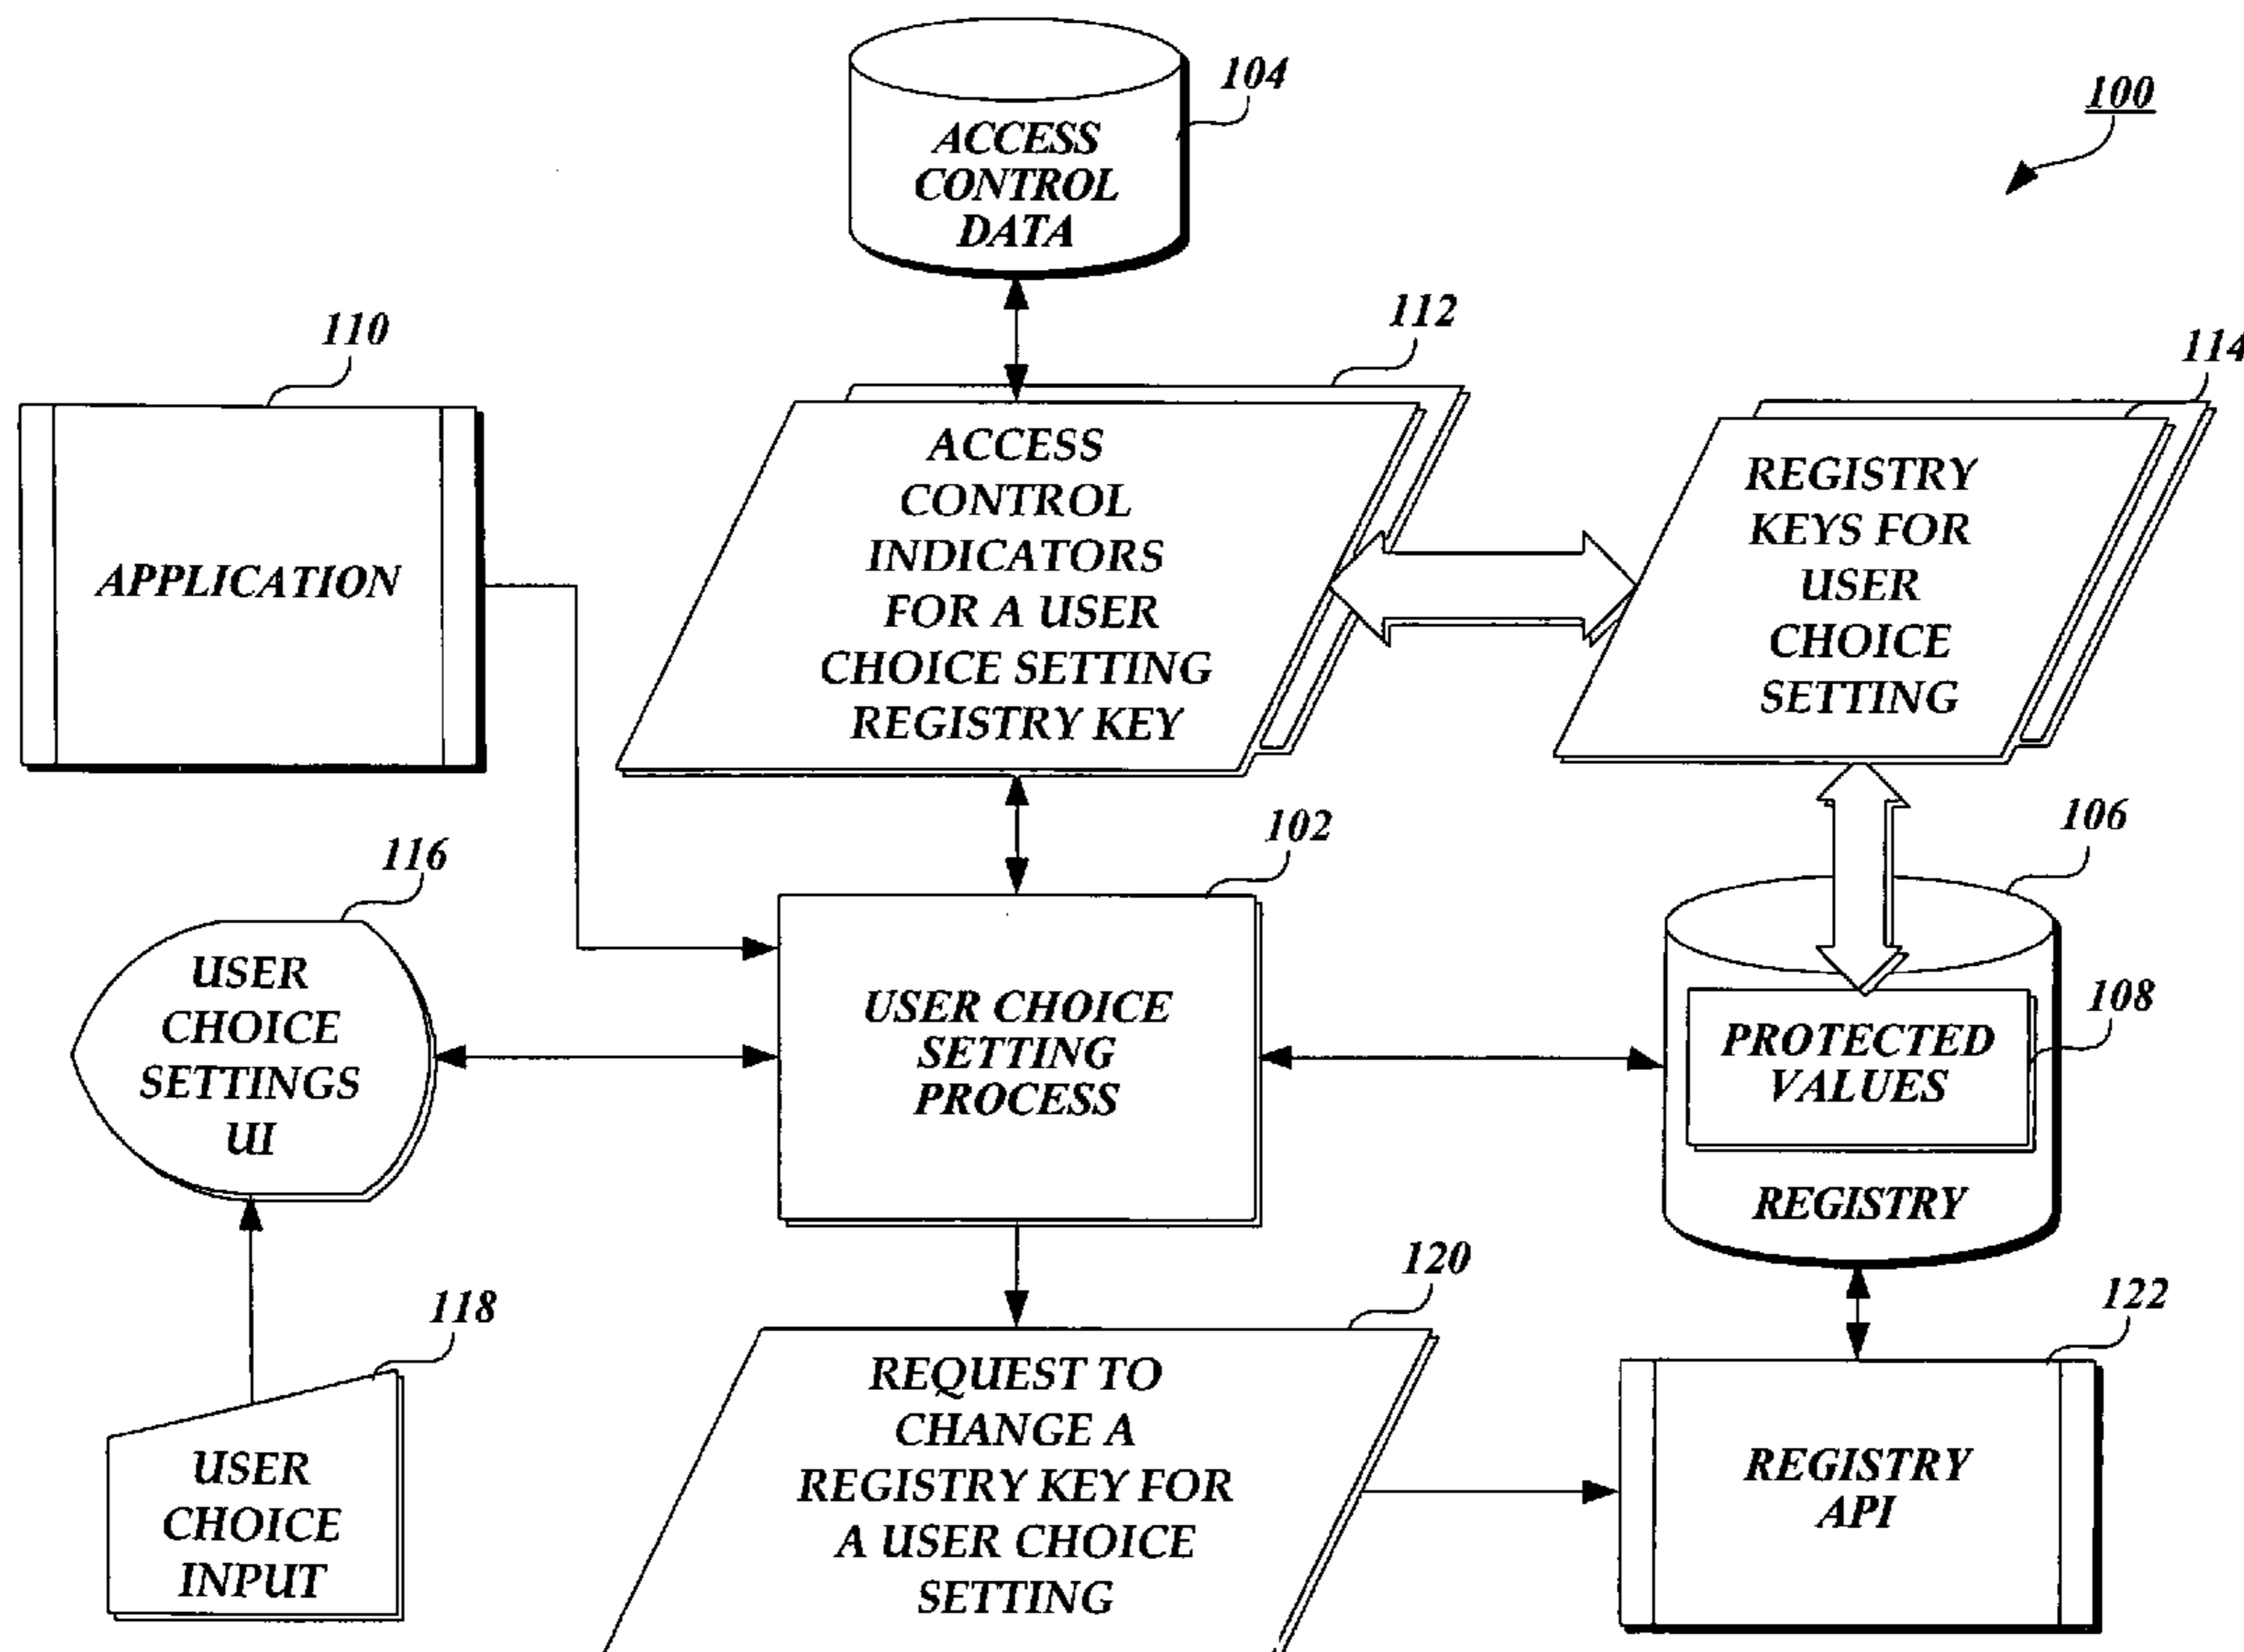 104
100
ACCESS
CONTROL
DATA
110
112
114
APPLICATION
ACCESS
CONTROL
INDICATORS
FOR A USER
CHOICE SETTING
REGISTRY KEY
REGISTRY
KEYS FOR
USER
CHOICE
SETTING
116
102
106
108
USER
CHOICE
SETTINGS
UI
USER CHOICE
SETTING
PROCESS
PROTECTED
VALUES
REGISTRY
118
120
122
USER
CHOICE
INPUT
REQUEST TO
CHANGE A
REGISTRY KEY FOR
A USER CHOICE
SETTING
REGISTRY
API